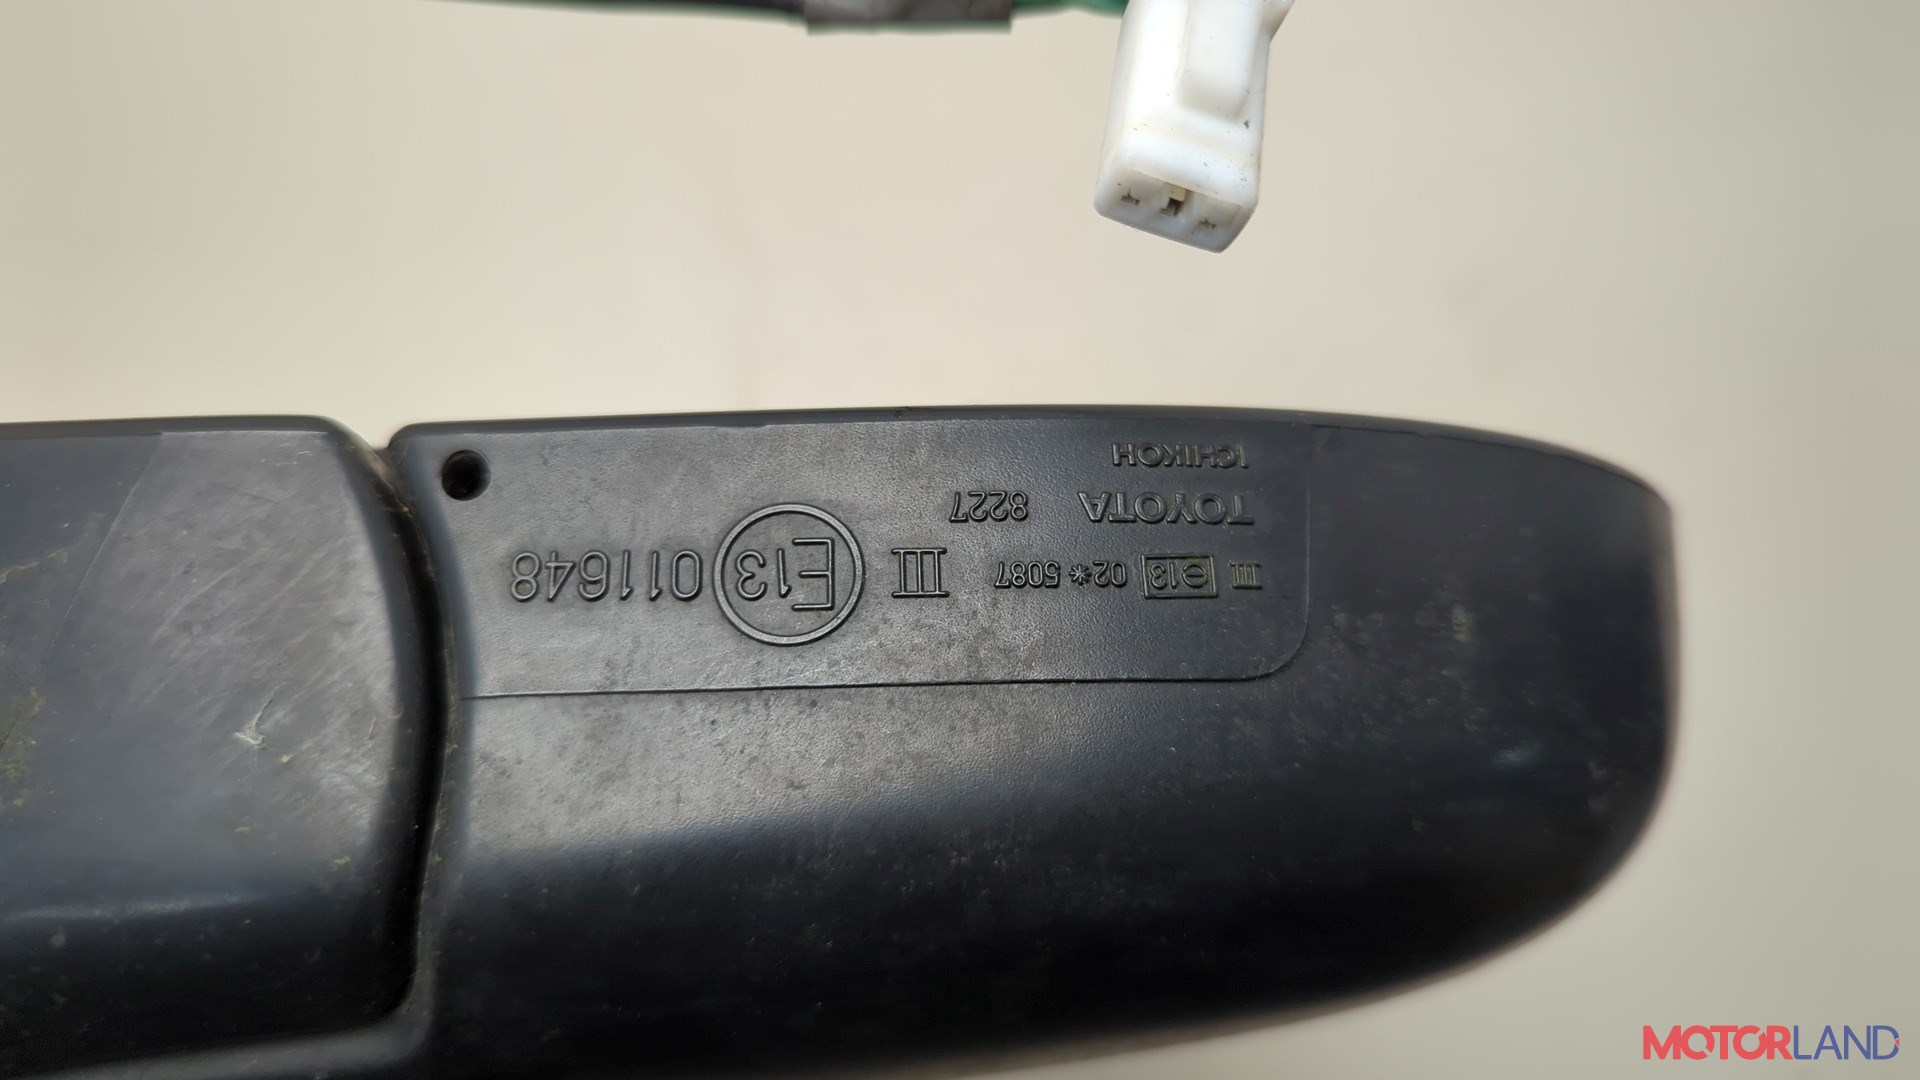 III e13 02*5087 III E13 011648
TOYOTA 8227
ICHIKOH
MOTORLAND